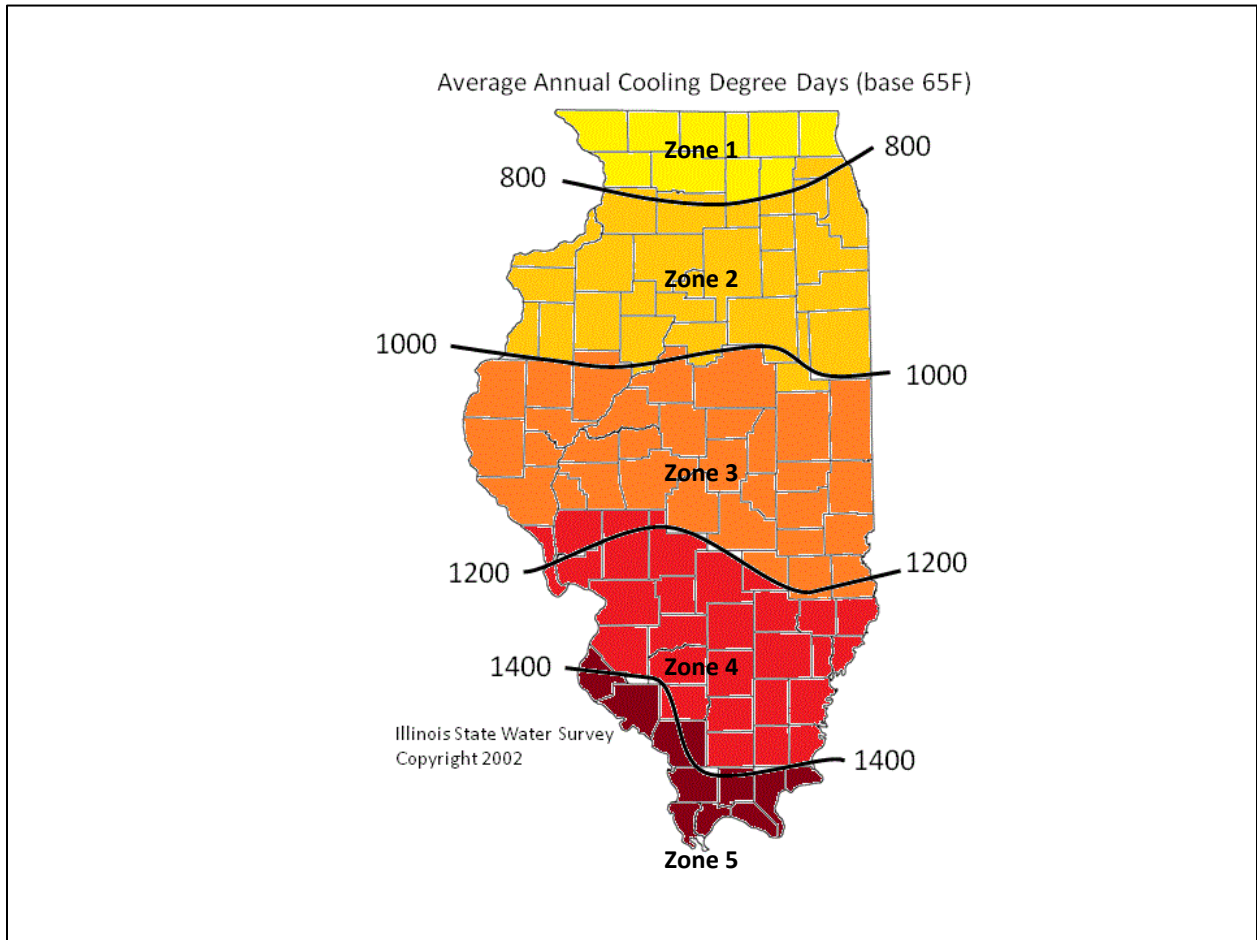 Average Annual Cooling Degree Days (base 65F)
Zone 1
800
800
Zone 2
1000
1000
Zone 3
1200
1200
Zone 4
1400
Illinois State Water Survey
Copyright 2002
1400
Zone 5